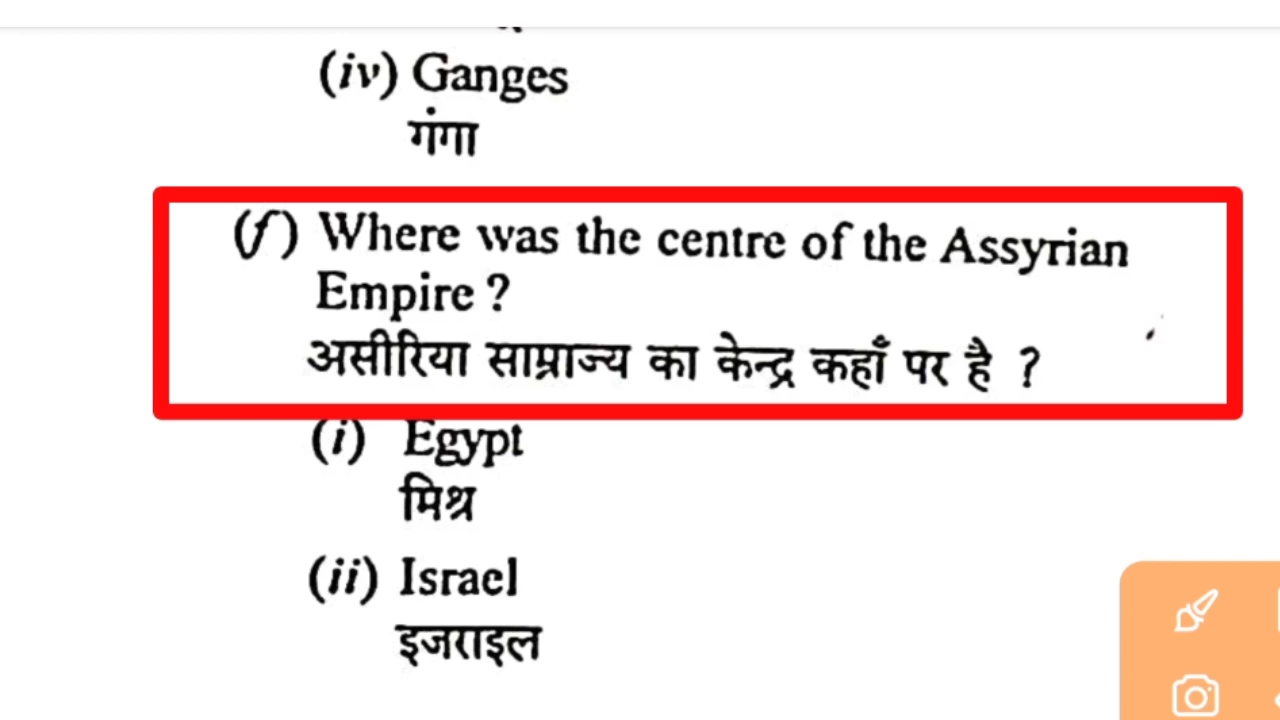 (iv) Ganges
गंगा
(f) Where was the centre of the Assyrian
Empire ?
असीरिया साम्राज्य का केन्द्र कहाँ पर है ?
(i) Egypt
मिश्र
(ii) Israel
इजराइल